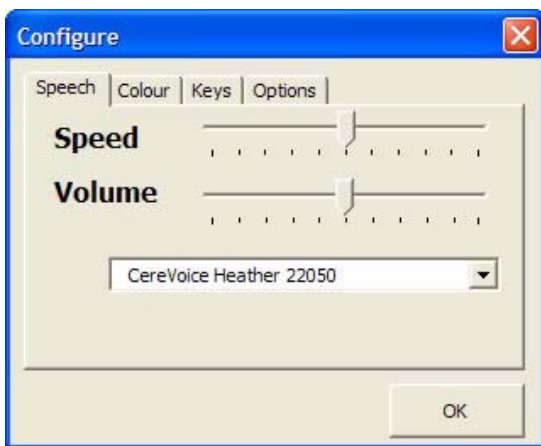 Configure
Speech Colour Keys Options
Speed
Volume
CereVoice Heather 22050
OK